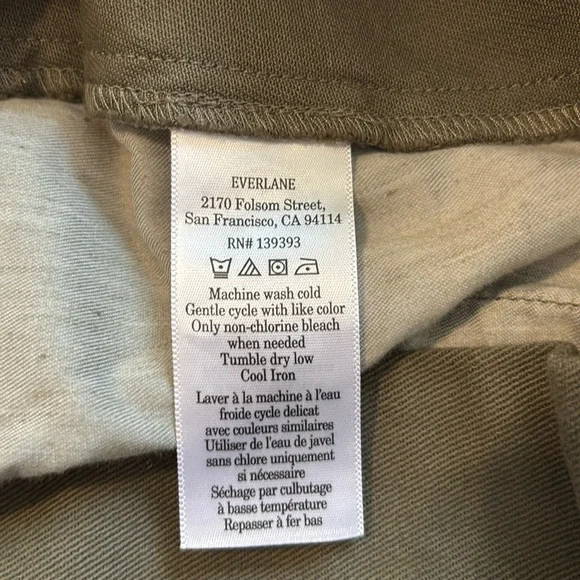 EVERLANE
2170 Folsom Street,
San Francisco, CA 94114
RN# 139393
Machine wash cold
Gentle cycle with like color
Only non-chlorine bleach
when needed
Tumble dry low
Cool Iron
Laver à la machine à l'eau
froide cycle delicat
avec couleurs similaires
Utiliser de l'eau de javel
sans chlore uniquement
si nécessaire
Séchage par culbutage
à basse température
Repasser à fer bas